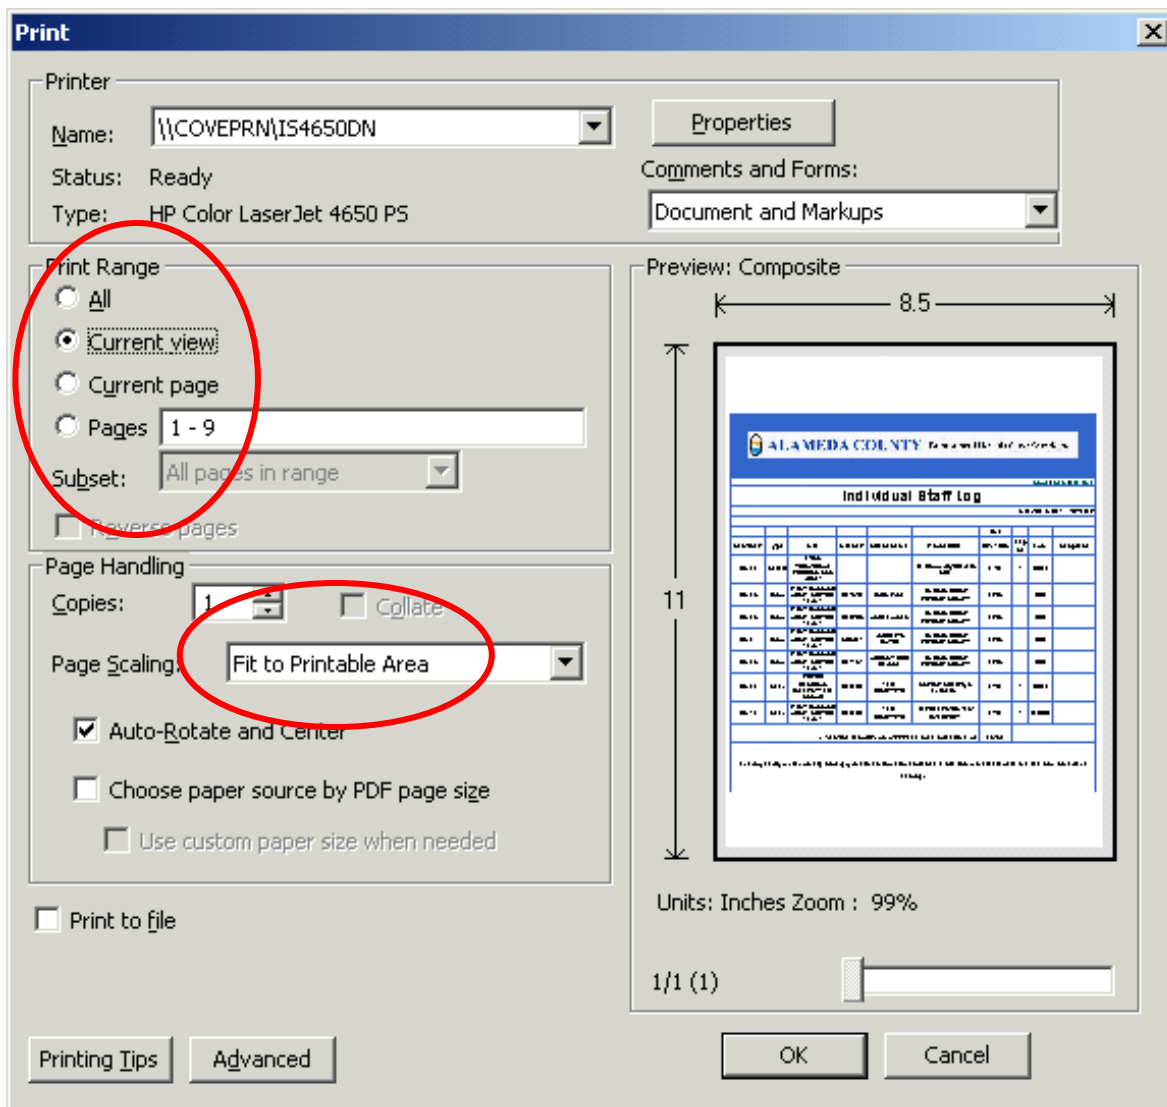 Print
Printer
Name: \\COVEPRN\IS4650DN
Properties
Status: Ready
Comments and Forms:
Type: HP Color LaserJet 4650 PS
Document and Markups
Print Range
All
Current view
Current page
Pages 1 - 9
Subset: All pages in range
Reverse pages
Page Handling
Copies: 1
Collate
Page Scaling: Fit to Printable Area
Auto-Rotate and Center
Choose paper source by PDF page size
Use custom paper size when needed
Print to file
Preview: Composite
8.5
11
ALAMEDA COUNTY
Individual Staff Log
Units: Inches Zoom : 99%
1/1 (1)
Printing Tips
Advanced
OK
Cancel